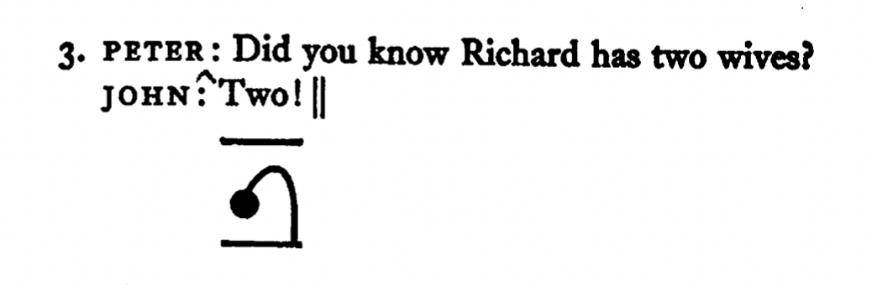 3. PETER: Did you know Richard has two wives?
JOHN: ^Two! ||